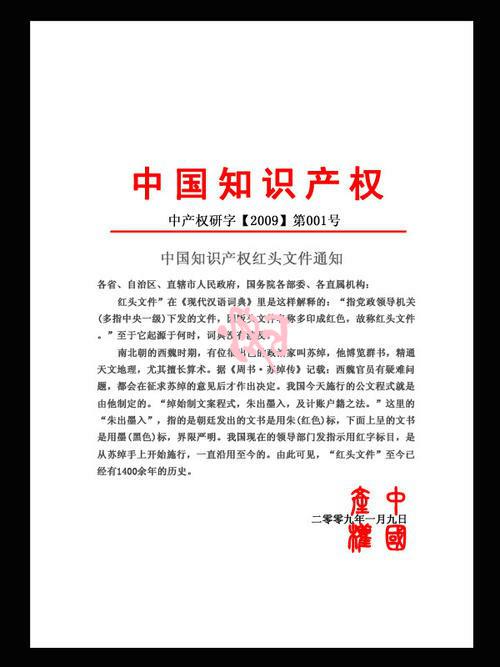 中国知识产权
中产权研字【2009】第001号
中国知识产权红头文件通知
各省、自治区、直辖市人民政府，国务院各部委、各直属机构：
红头文件”在《现代汉语词典》里是这样解释的：“指党政领导机关
(多指中央一级)下发的文件，因版头文件名称多印成红色，故称红头文件
。”至于它起源于何时，词典没有涉及。
南北朝的西魏时期，有位杰出的政治家叫苏绰，他博览群书，精通
天文地理，尤其擅长算术。据《周书·苏绰传》记载：西魏官员有疑难问
题，都会在征求苏绰的意见后才作出决定。我国今天施行的公文程式就是
由他制定的。“绰始制文案程式，朱出墨入，及计账户籍之法。”这里的
“朱出墨入”，指的是朝廷发出的文书是用朱(红色)标，下面上呈的文书
是用墨(黑色)标，界限严明。我国现在的领导部门发指示用红字标目，是
从苏绰手上开始施行，一直沿用至今的。由此可见，“红头文件”至今已
经有1400余年的历史。
二零零九年一月九日
中國
產權